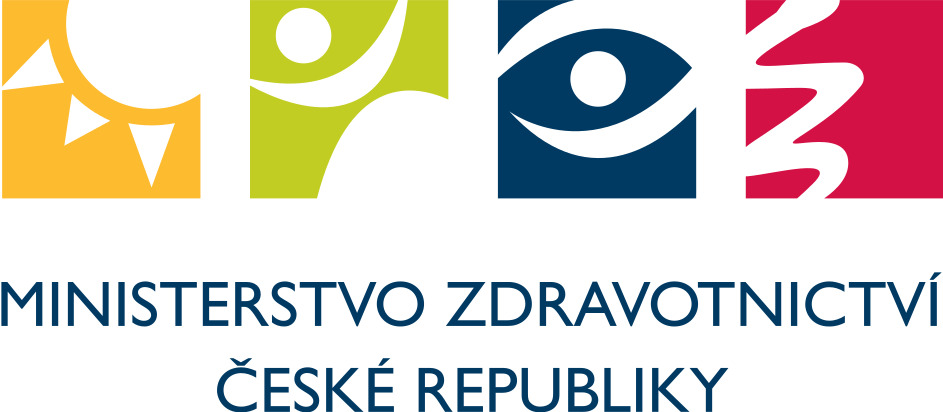 MINISTERSTVO ZDRAVOTNICTVÍ
ČESKÉ REPUBLIKY